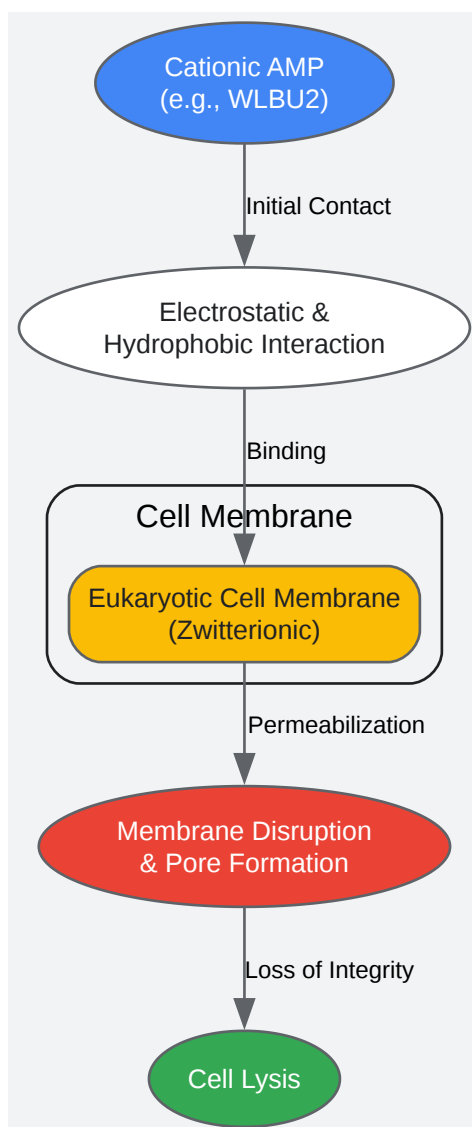 Cationic AMP
(e.g., WLBU2)
Initial Contact
Electrostatic &
Hydrophobic Interaction
Binding
Cell Membrane
Eukaryotic Cell Membrane
(Zwitterionic)
Permeabilization
Membrane Disruption
& Pore Formation
Loss of Integrity
Cell Lysis